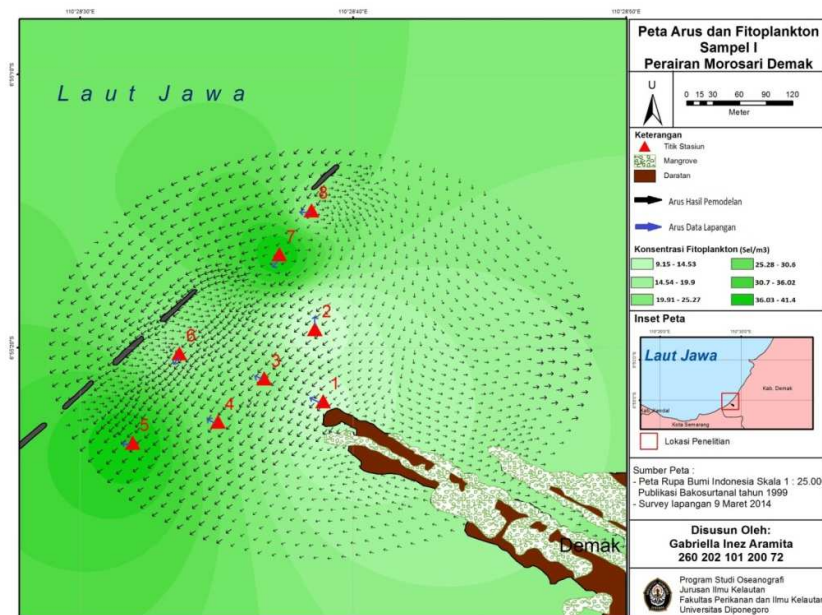 110°28'30"
110°28'40"
110°28'50"
Laut Jawa
8
7
2
6
3
1
4
5
Demak
Peta Arus dan Fitoplankton
Sampel I
Perairan Morosari Demak
U
0 15 30 60 90 120
Meter
Keterangan
Titik Stasiun
Mangrove
Daratan
Arus Hasil Pemodelan
Arus Data Lapangan
Konsentrasi Fitoplankton (Sel/m3)
9.15 - 14.53
25.28 - 30.6
14.54 - 19.9
30.7 - 36.02
19.91 - 25.27
36.03 - 41.4
Inset Peta
Laut Jawa
Kab. Demak
Kota Semarang
Lokasi Penelitian
Sumber Peta :
- Peta Rupa Bumi Indonesia Skala 1 : 25.00
Publikasi Bakosurtanal tahun 1999
- Survey lapangan 9 Maret 2014
Disusun Oleh:
Gabriella Inez Aramita
260 202 101 200 72
Program Studi Oseanografi
Jurusan Ilmu Kelautan
Fakultas Perikanan dan Ilmu Kelautan
Universitas Diponegoro